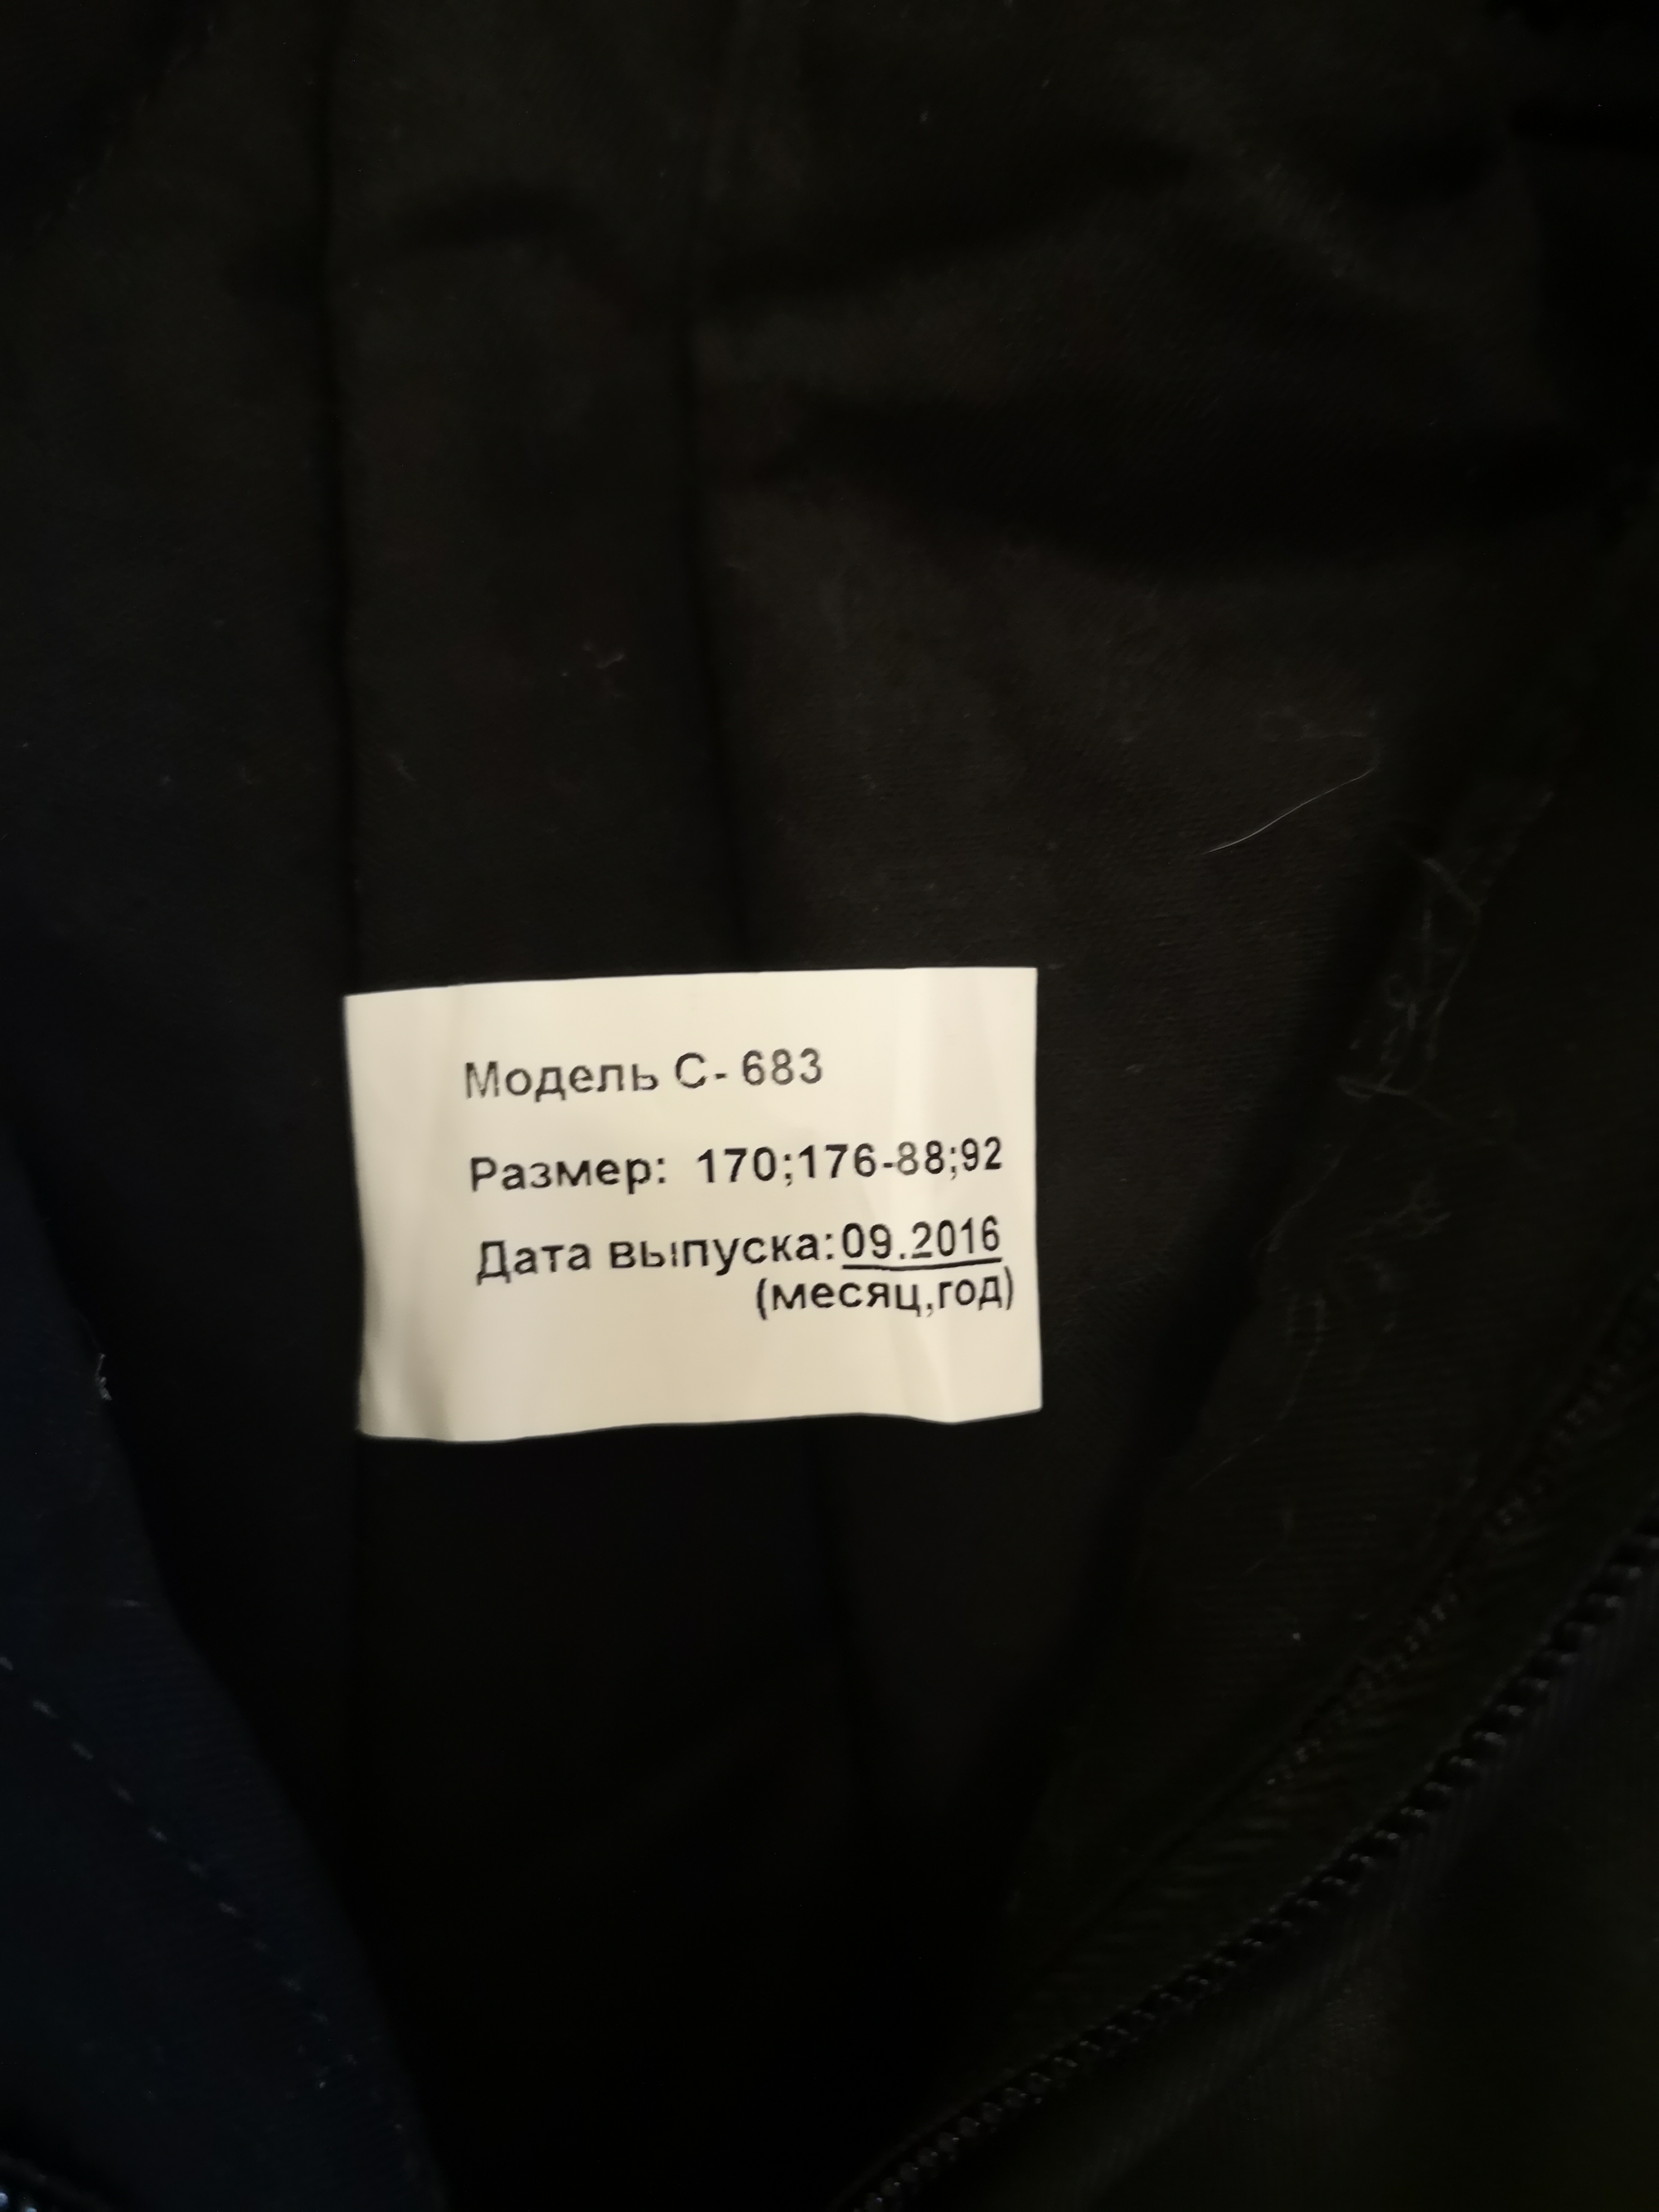 Модель С- 683
Размер: 170;176-88;92
Дата выпуска: 09.2016
(месяц,год)